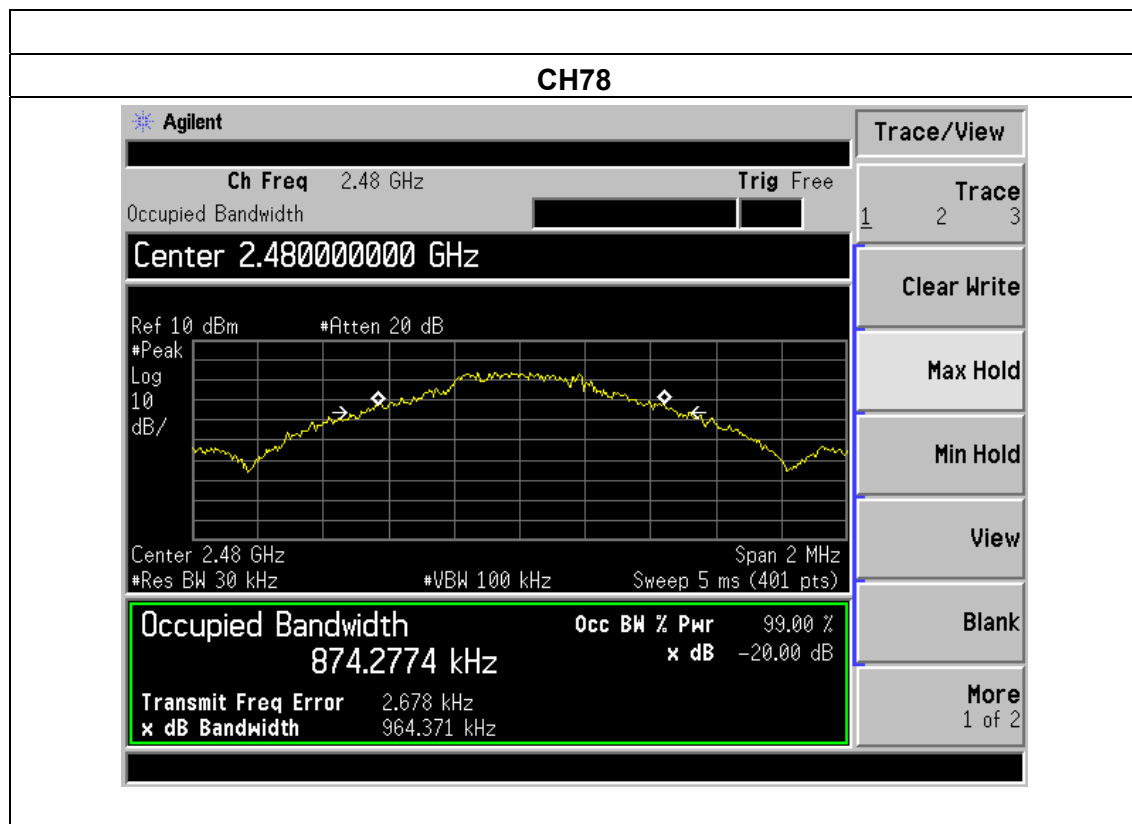 CH78
Agilent
Trace/View
Ch Freq 2.48 GHz Trig Free
Occupied Bandwidth
Trace
1 2 3
Center 2.480000000 GHz
Clear Write
Ref 10 dBm #Atten 20 dB
#Peak
Log
10
dB/
Max Hold
Min Hold
View
Center 2.48 GHz Span 2 MHz
#Res BW 30 kHz #VBW 100 kHz Sweep 5 ms (401 pts)
Occupied Bandwidth
874.2774 kHz
Occ BW % Pwr 99.00 %
x dB -20.00 dB
Blank
Transmit Freq Error 2.678 kHz
x dB Bandwidth 964.371 kHz
More
1 of 2